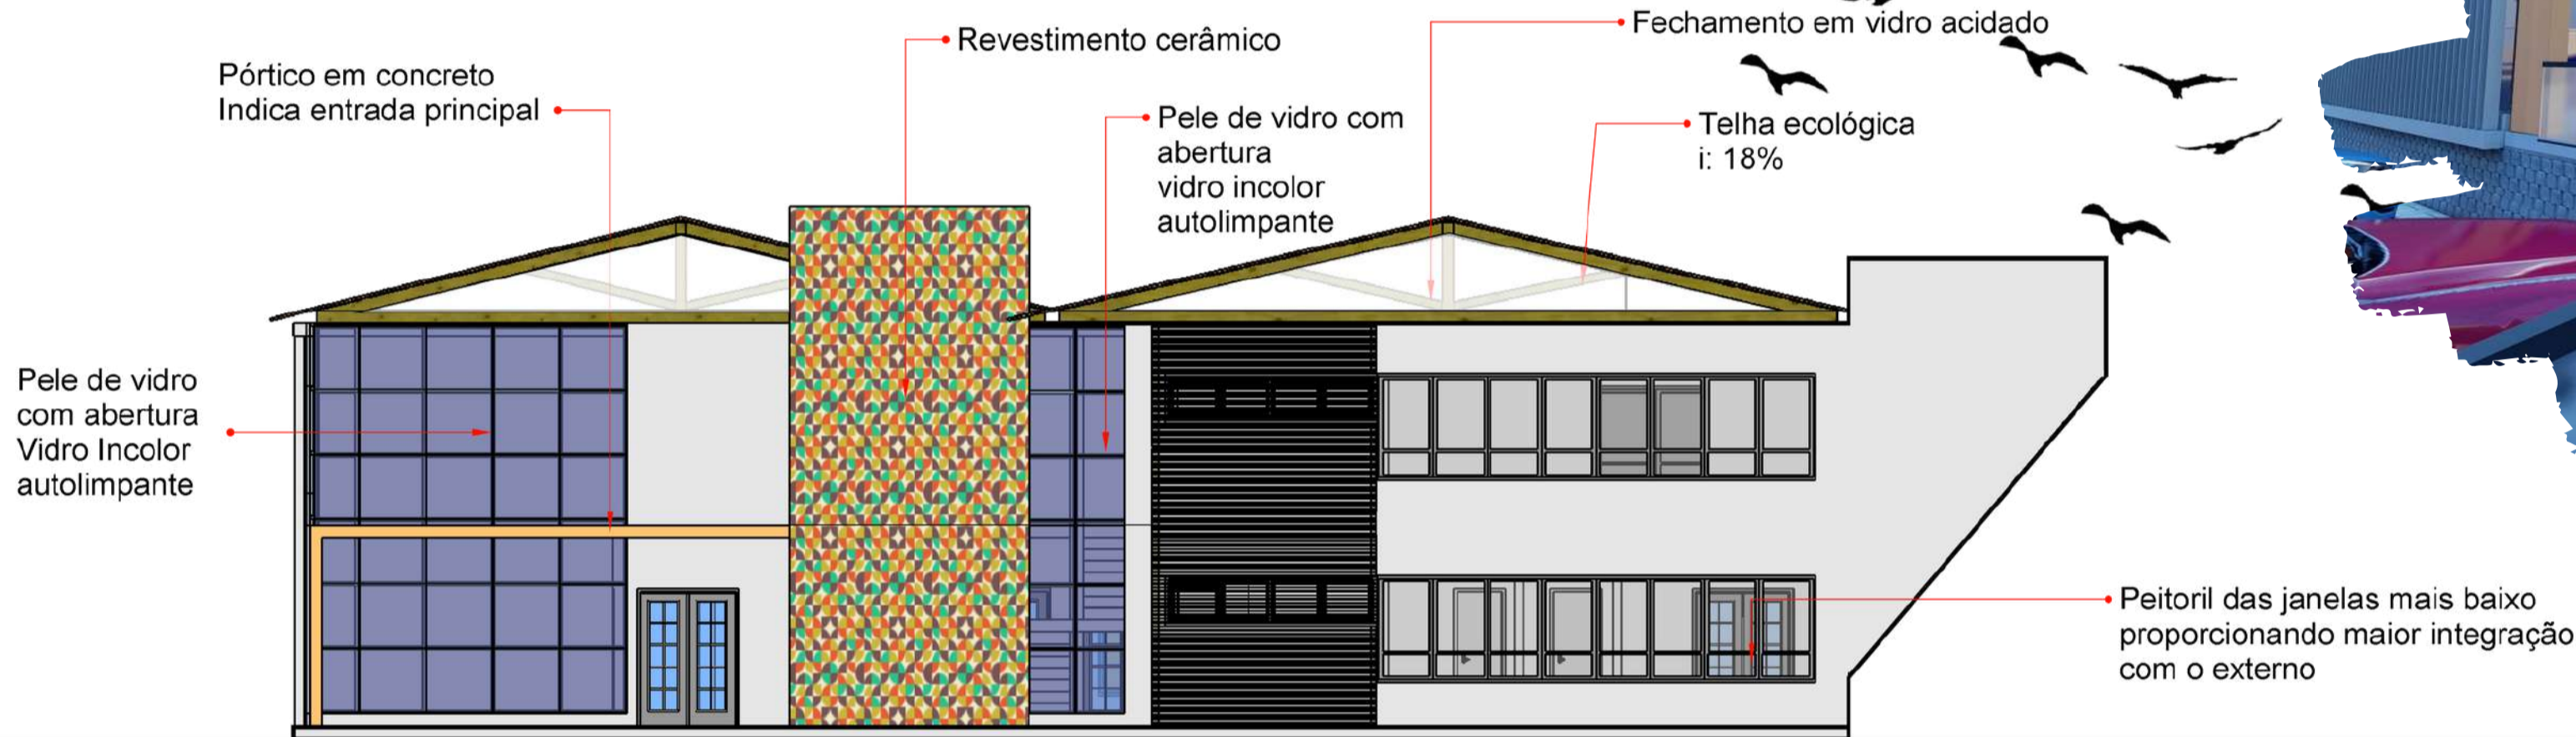 Revestimento cerâmico
Fechamento em vidro acidado
Pórtico em concreto
Indica entrada principal
Pele de vidro com
abertura
vidro incolor
autolimpante
Telha ecológica
i: 18%
Pele de vidro
com abertura
Vidro Incolor
autolimpante
Peitoril das janelas mais baixo
proporcionando maior integração
com o externo